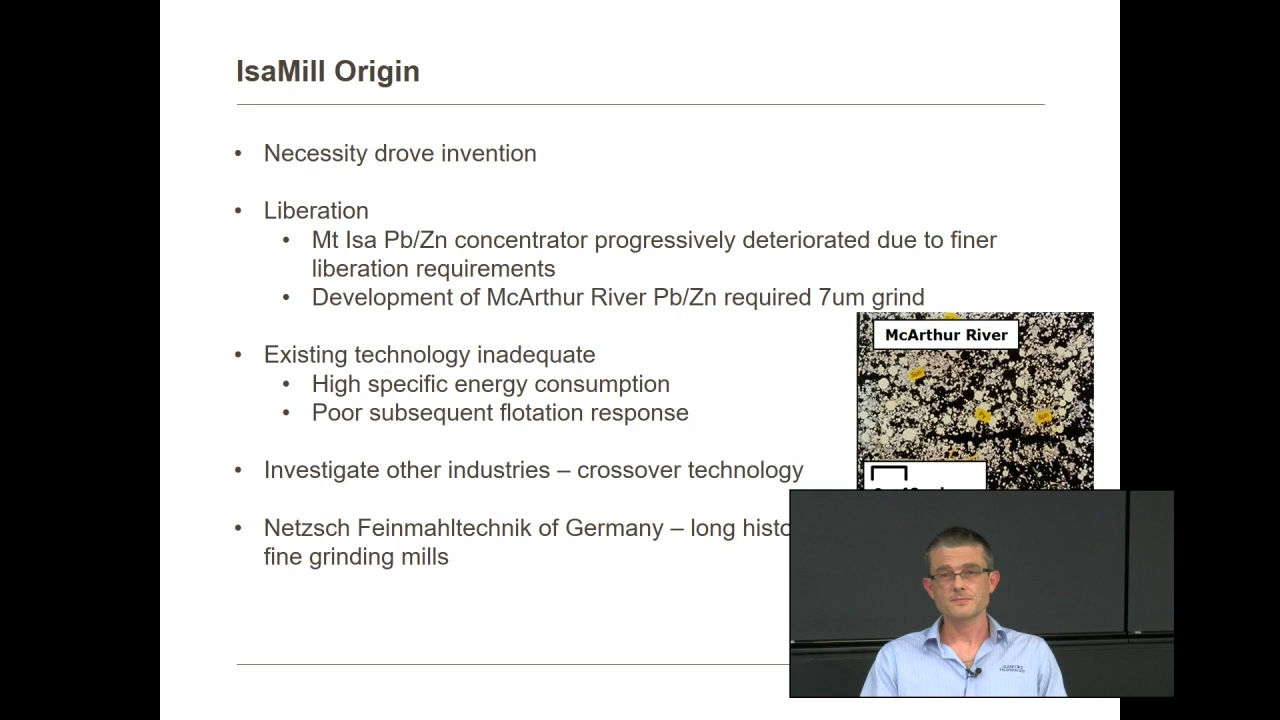 IsaMill Origin
• Necessity drove invention
• Liberation
• Mt Isa Pb/Zn concentrator progressively deteriorated due to finer
liberation requirements
• Development of McArthur River Pb/Zn required 7um grind
McArthur River
• Existing technology inadequate
• High specific energy consumption
• Poor subsequent flotation response
• Investigate other industries – crossover technology
• Netzsch Feinmahltechnik of Germany – long
fine grinding mills